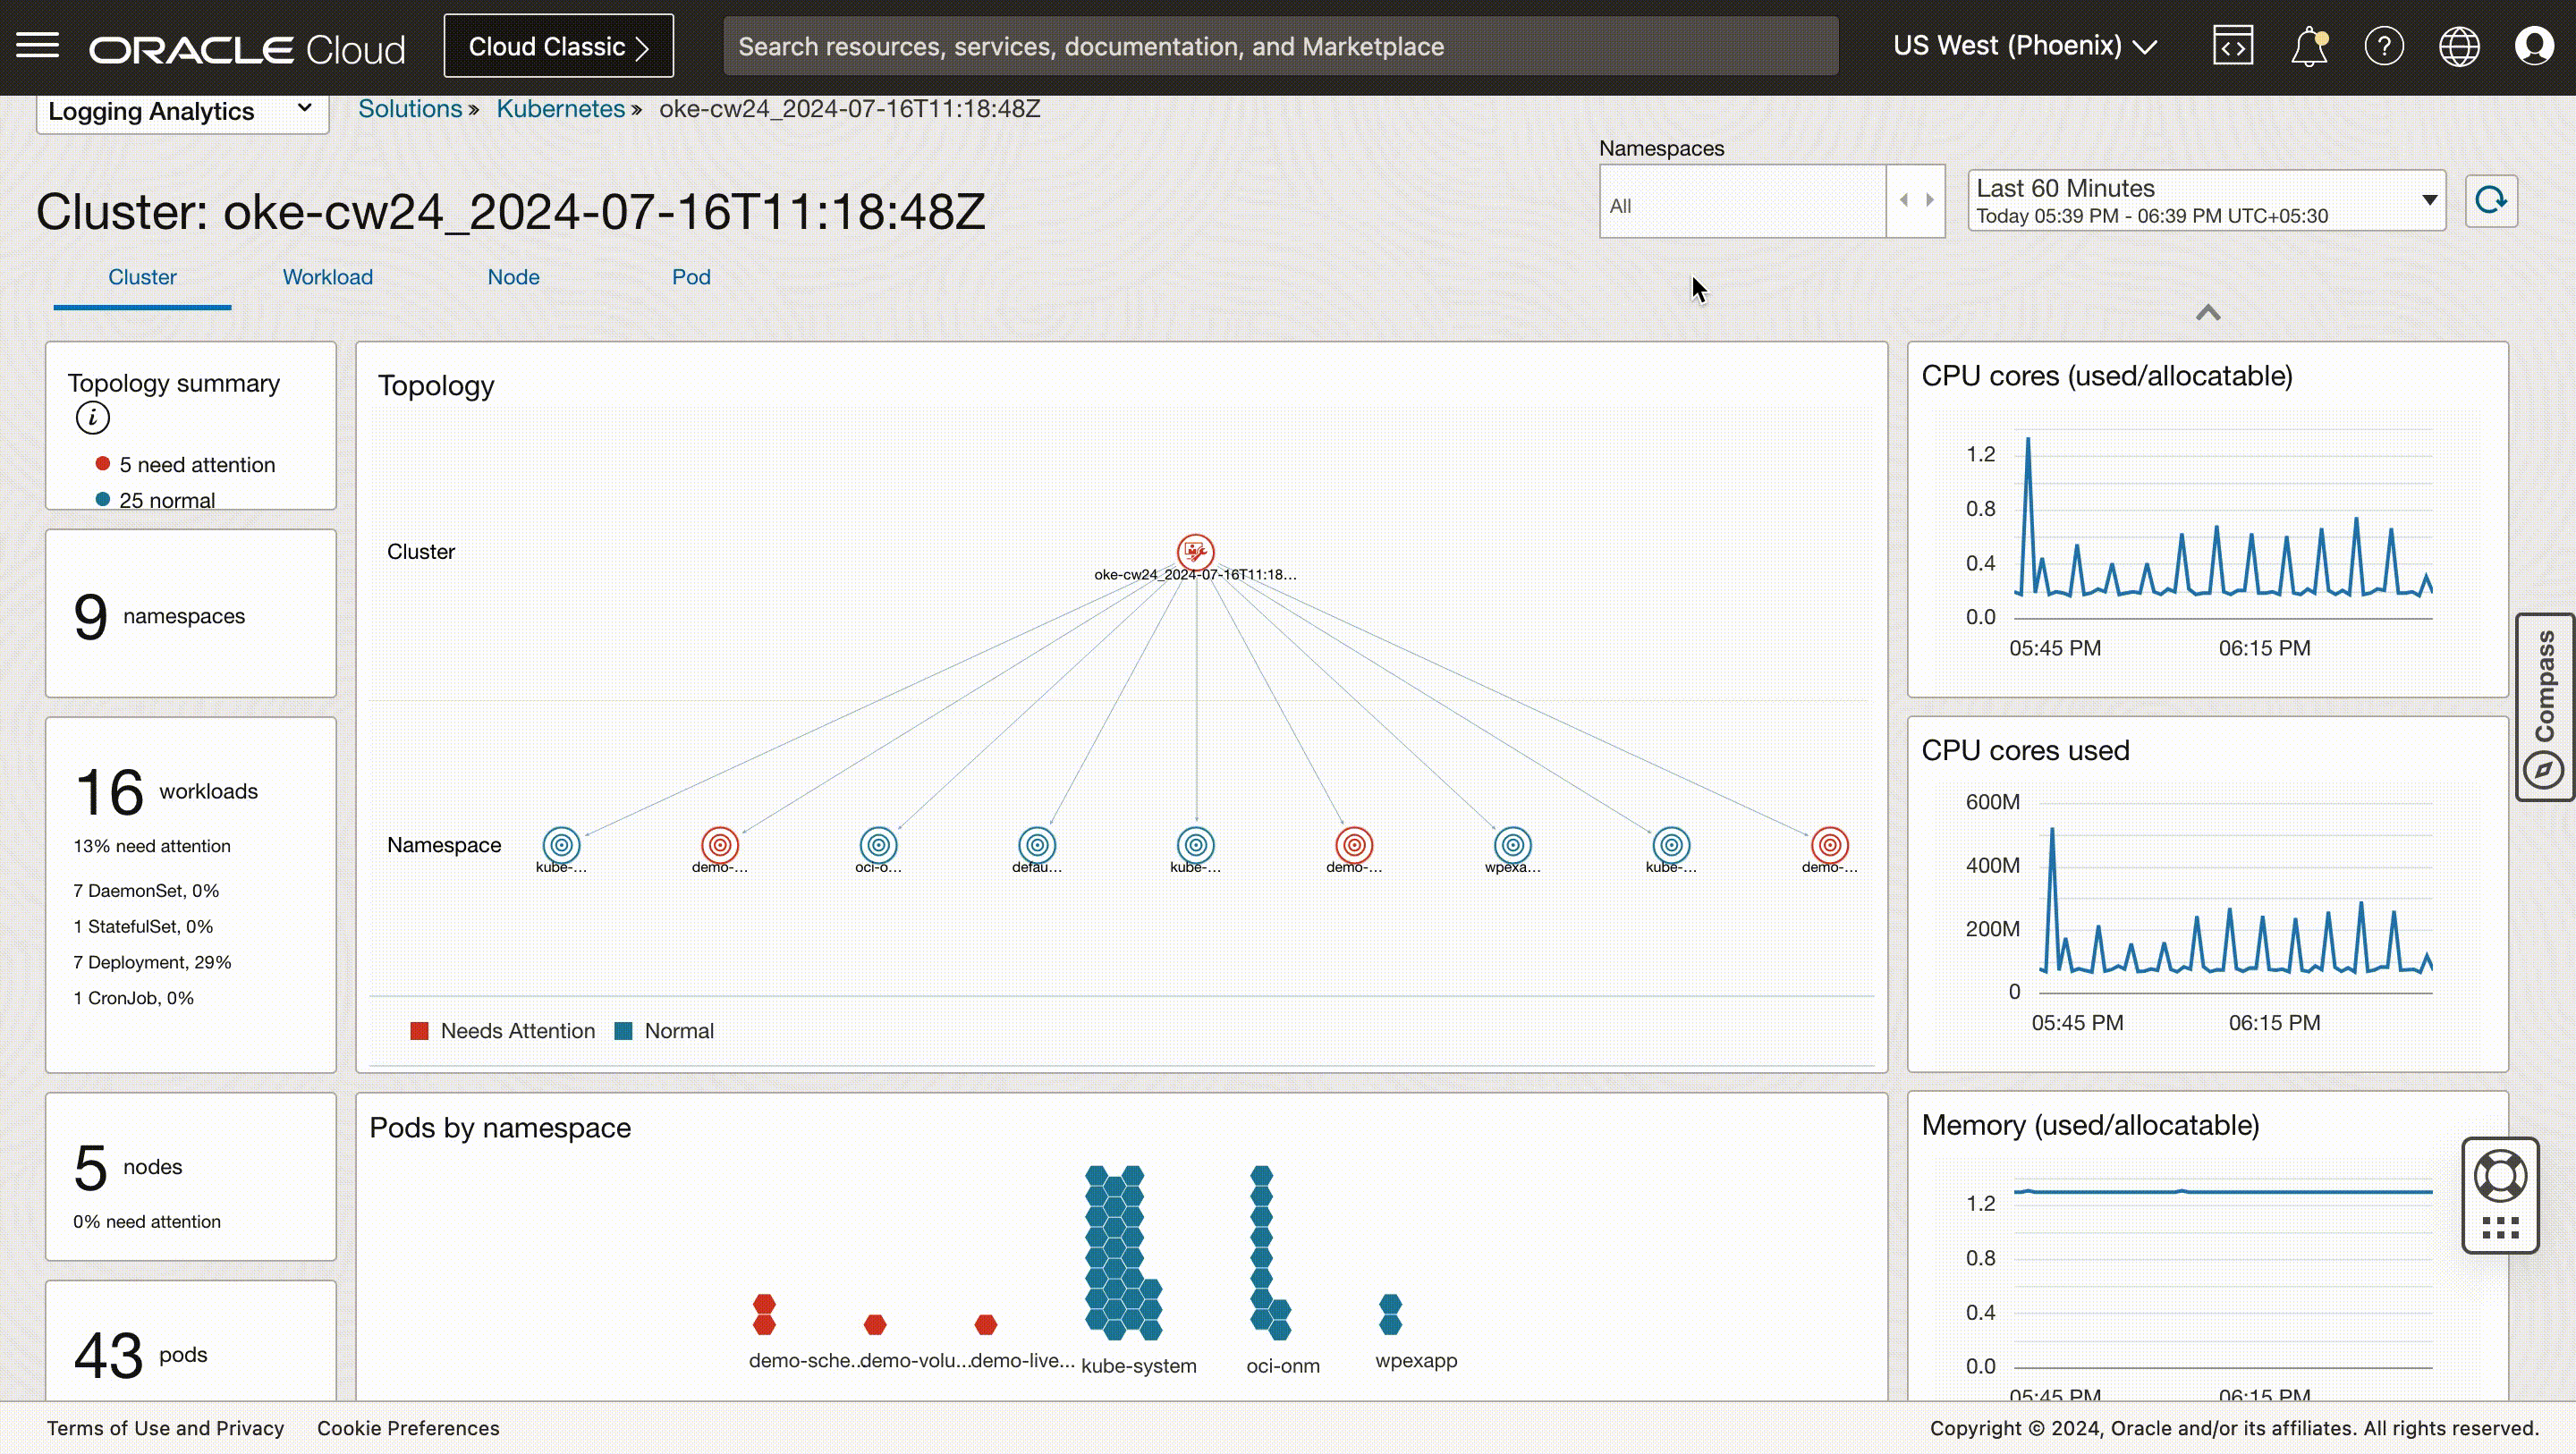 ORACLE Cloud
Cloud Classic
Search resources, services, documentation, and Marketplace
US West (Phoenix)
Logging Analytics
Solutions » Kubernetes » oke-cw24_2024-07-16T11:18:48Z
Cluster: oke-cw24_2024-07-16T11:18:48Z
Namespaces
All
Last 60 Minutes
Today 05:39 PM - 06:39 PM UTC+05:30
Cluster Workload Node Pod
Topology summary
5 need attention
25 normal
9 namespaces
16 workloads
13% need attention
7 DaemonSet, 0%
1 StatefulSet, 0%
7 Deployment, 29%
1 CronJob, 0%
5 nodes
0% need attention
43 pods
Topology
Cluster
oke-cw24_2024-07-16T11:18...
Namespace
kube-... demo-... oci-o... defau... kube-... demo-... wpexa... kube-... demo-...
Needs Attention Normal
Pods by namespace
demo-sche... demo-volu... demo-live... kube-system oci-onm wpexapp
CPU cores (used/allocatable)
1.2
0.8
0.4
0.0
05:45 PM 06:15 PM
CPU cores used
600M
400M
200M
0
05:45 PM 06:15 PM
Memory (used/allocatable)
1.2
0.8
0.4
0.0
05:45 PM 06:15 PM
Compass
Terms of Use and Privacy Cookie Preferences
Copyright © 2024, Oracle and/or its affiliates. All rights reserved.